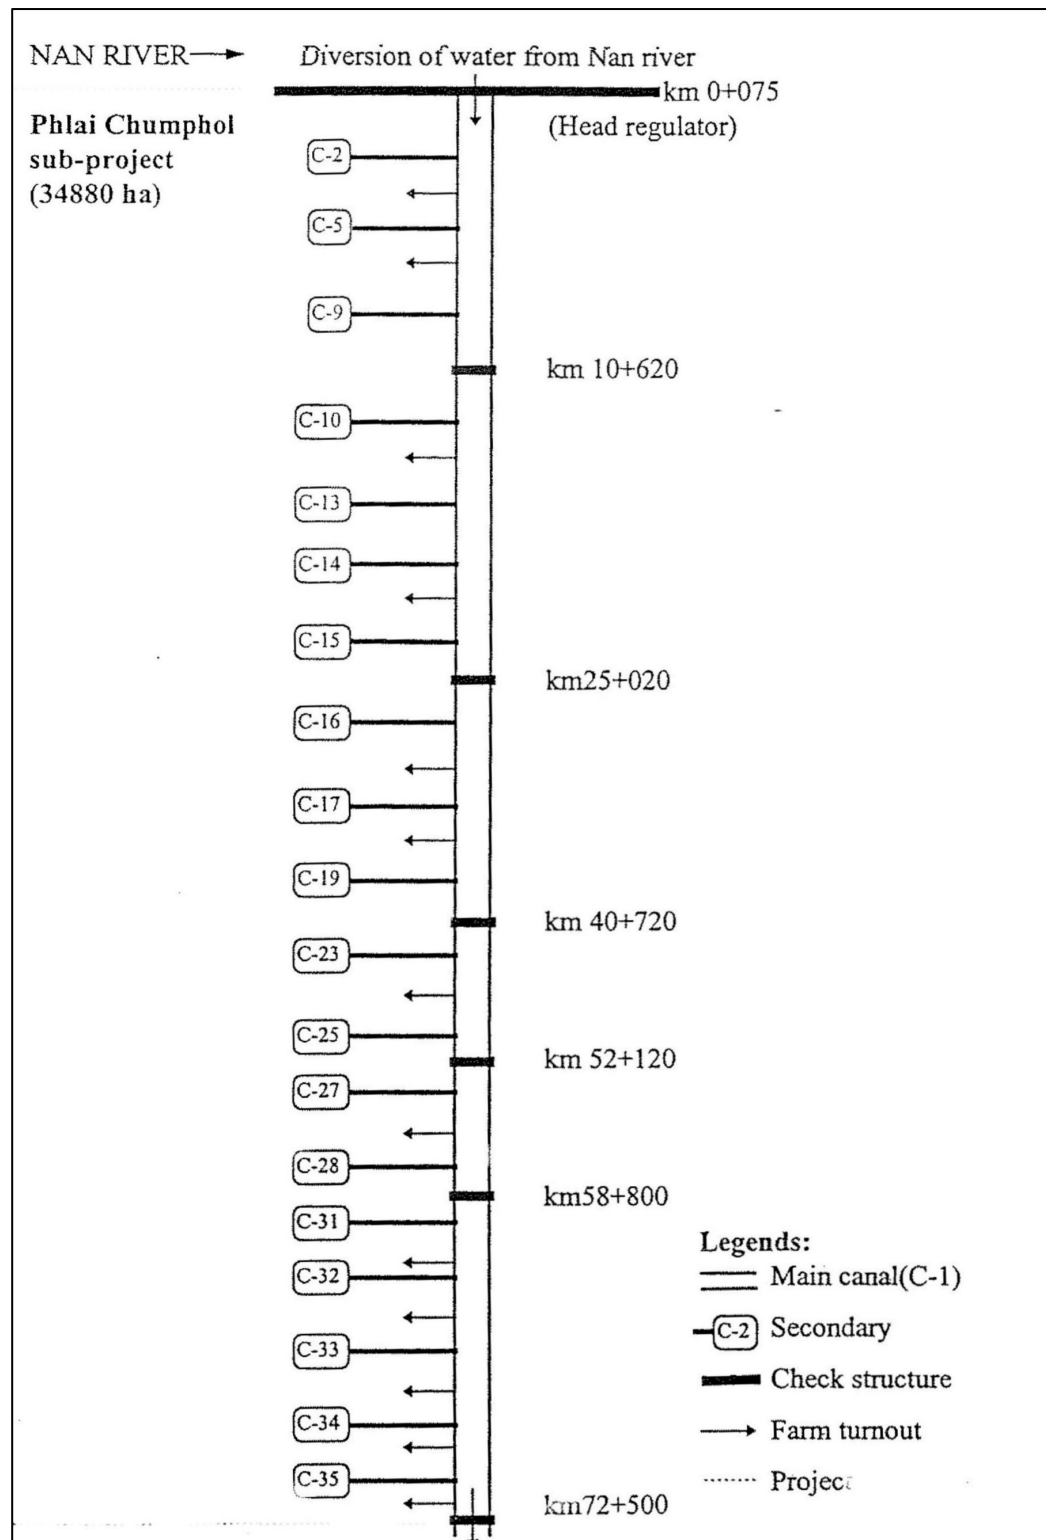 NAN RIVER
Diversion of water from Nan river
km 0+075
(Head regulator)
Phlai Chumphol
sub-project
(34880 ha)
C-2
C-5
C-9
km 10+620
C-10
C-13
C-14
C-15
km25+020
C-16
C-17
C-19
km 40+720
C-23
C-25
km 52+120
C-27
C-28
km58+800
C-31
C-32
C-33
C-34
C-35
km72+500
Legends:
Main canal(C-1)
C-2 Secondary
Check structure
Farm turnout
Project